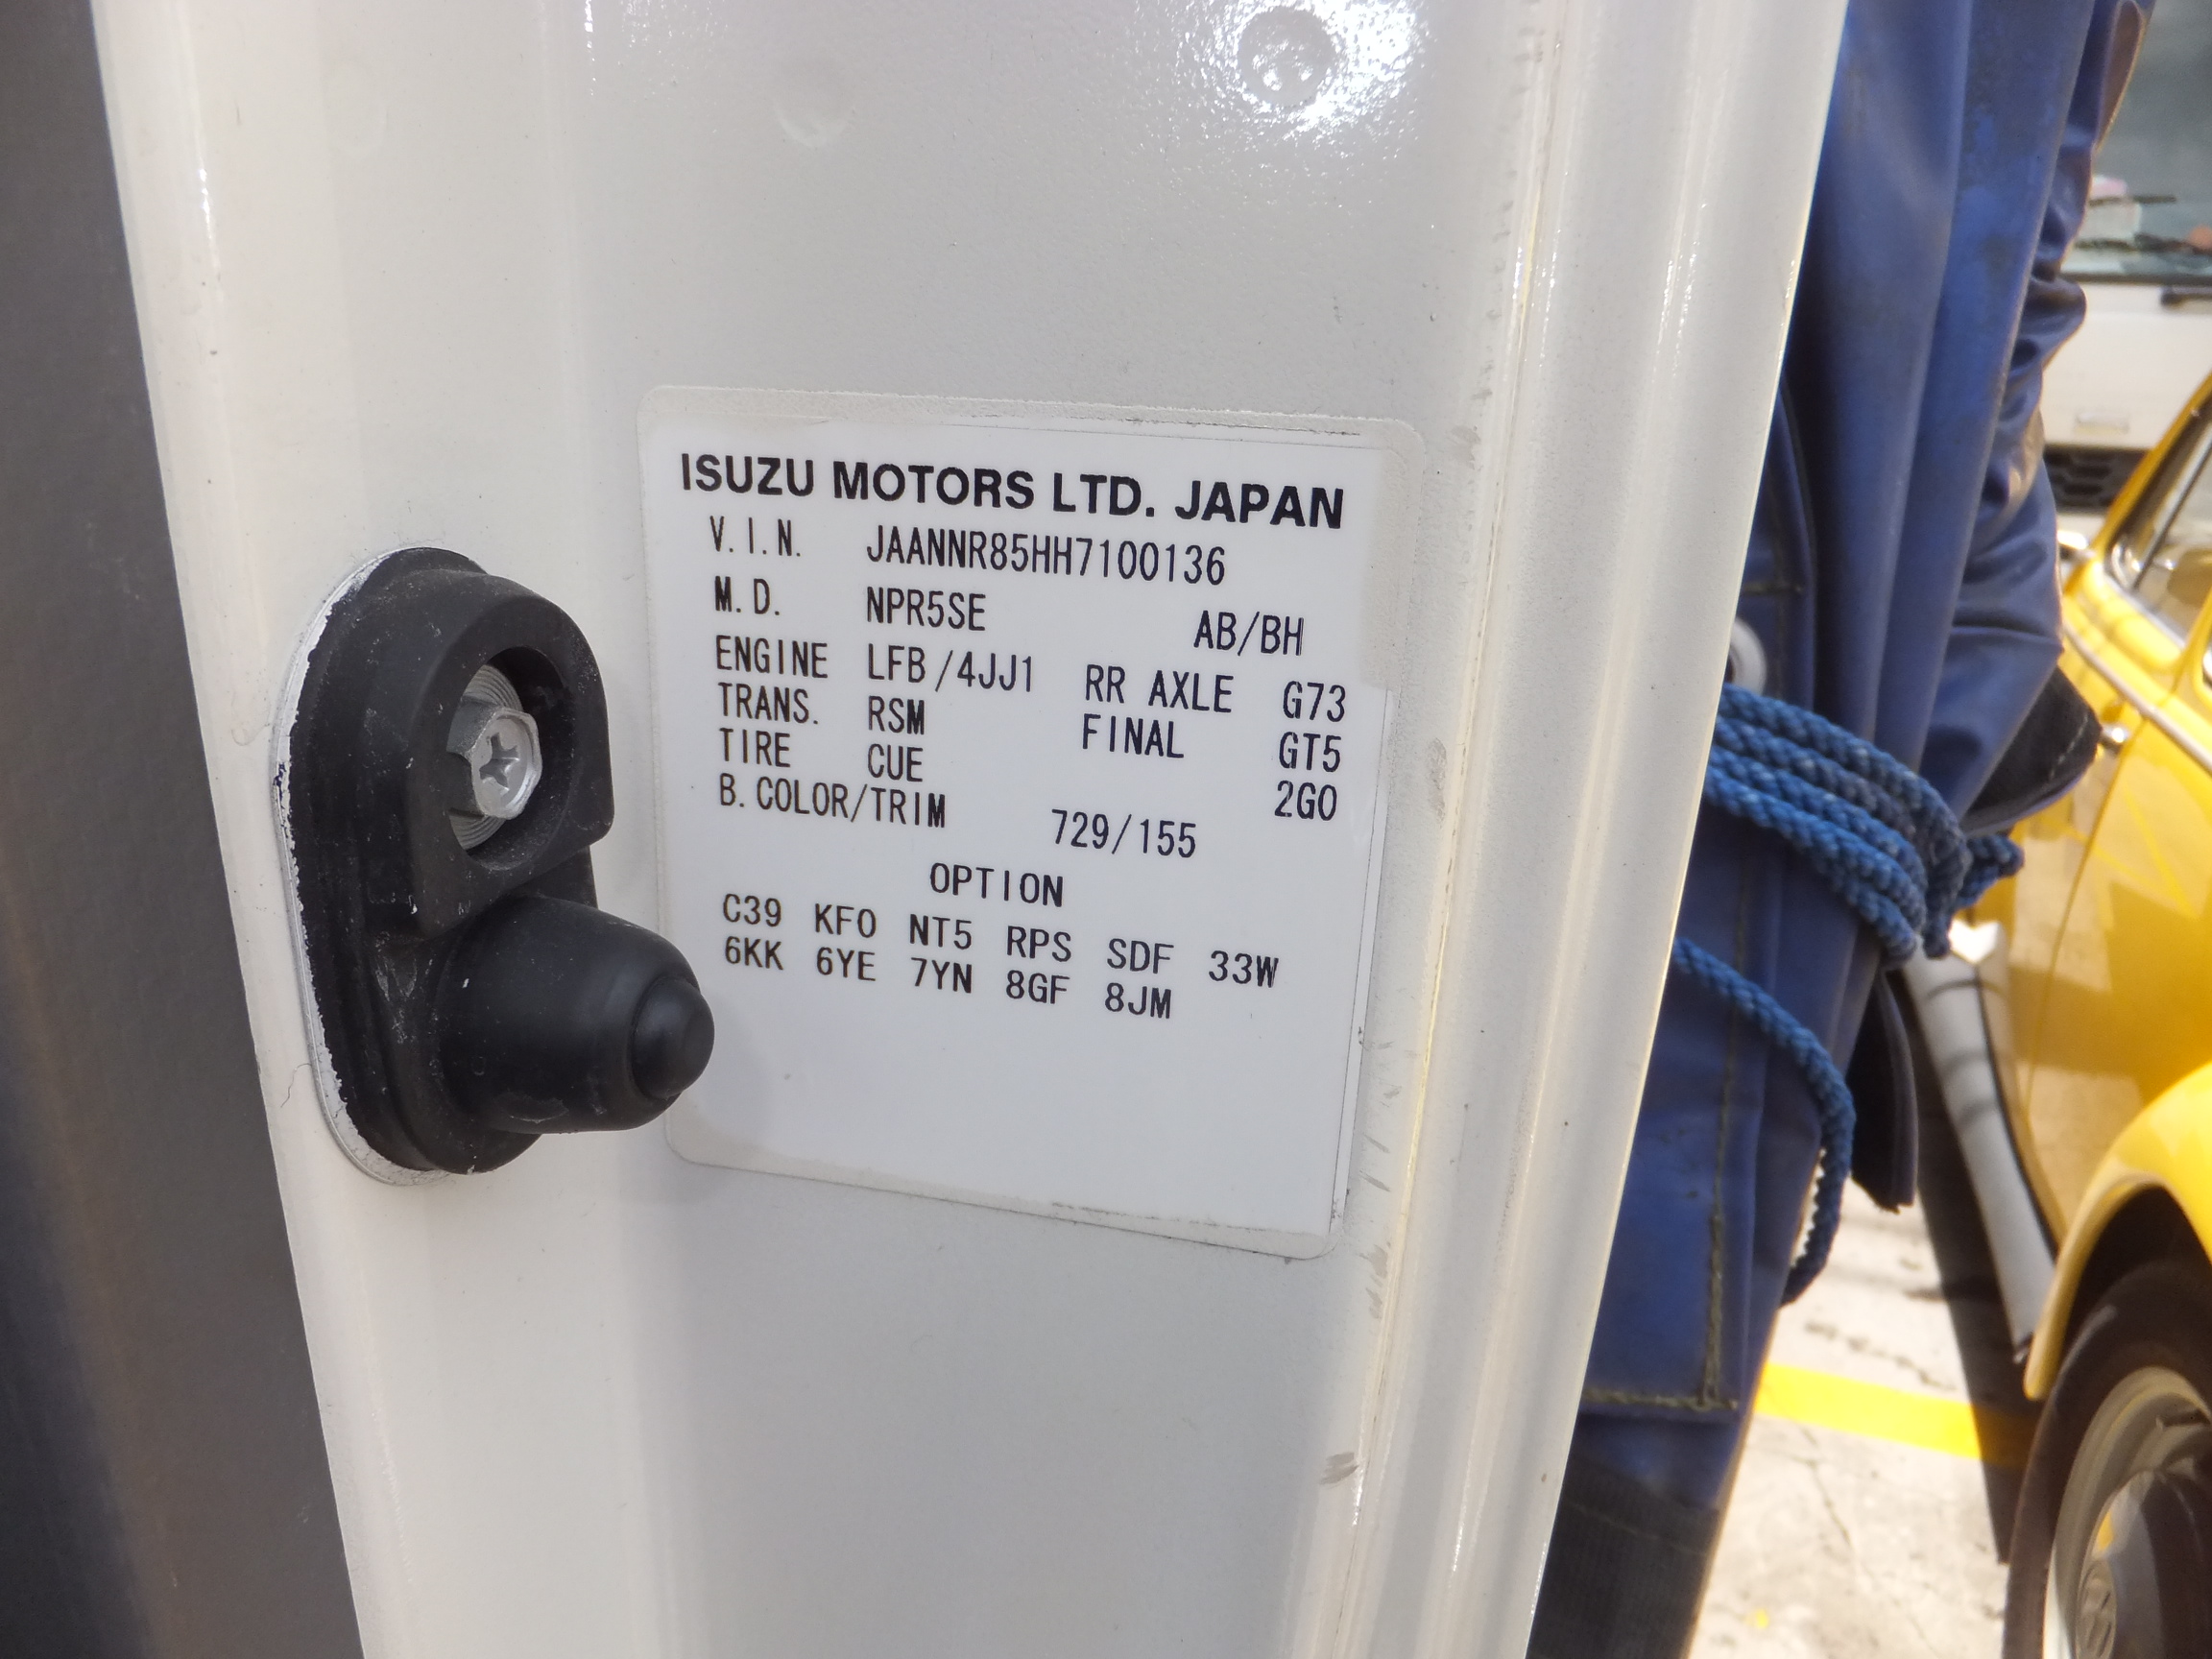 ISUZU MOTORS LTD. JAPAN
V.I.N. JAANNR85HH7100136
M.D. NPR5SE AB/BH
ENGINE LFB/4JJ1 RR AXLE G73
TRANS. RSM FINAL GT5
TIRE CUE 2G0
B.COLOR/TRIM 729/155
OPTION
C39 KF0 NT5 RPS SDF 33W
6KK 6YE 7YN 8GF 8JM